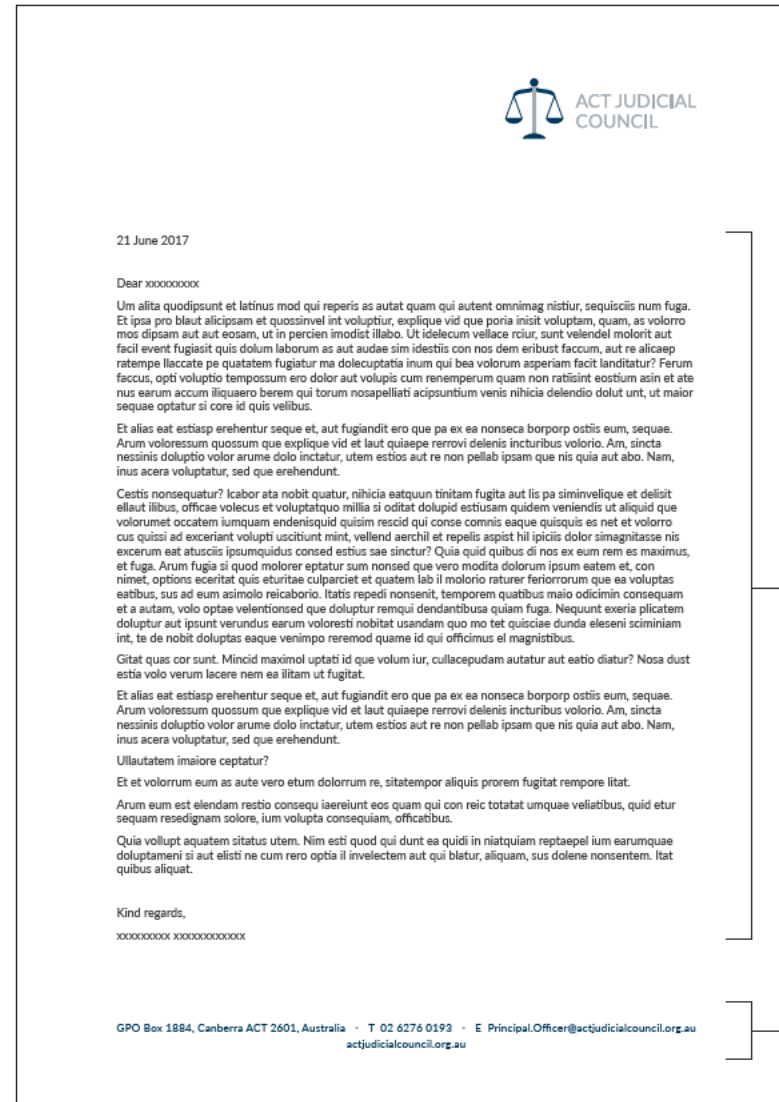 ACT JUDICIAL
COUNCIL
21 June 2017
Dear xxxxxxxxx
Um alita quodipsunt et latinus mod qui reperis as autat quam qui autent omnimag nistiur, sequisciis num fuga.
Et ipsa pro blaut alicipsam et quossinvel int voluptiur, explique vid que poria inisit voluptam, quam, as volorro
mos dipsam aut aut eosam, ut in percien imodist illabo. Ut idelecum vellace rciur, sunt velendel molorit aut
facil event fugiasit quis dolum laborum as aut audae sim idestiis con nos dem eribust faccum, aut re alicaep
ratempe llaccate pe quatatem fugiatur ma dolecuptatia inum qui bea volorum asperiam facit landitatur? Ferum
faccus, opti voluptio tempossum ero dolor aut volupis cum renemperum quam non ratiisint eostium asin et ate
nus earum accum iliquaero berem qui torum nosapelliati acipsuntium venis nihicia delendio dolut unt, ut maior
sequae optatur si core id quis velibus.
Et alias eat estiasp erehentur seque et, aut fugiandit ero que pa ex ea nonseca borporp ostiis eum, sequae.
Arum voloressum quossum que explique vid et laut quiaepe rerrovi delenis incturibus volorio. Am, sincta
nessinis doluptio volor arume dolo inctatur, utem estios aut re non pellab ipsam que nis quia aut abo. Nam,
inus acera voluptatur, sed que erehendunt.
Cestis nonsequatur? Icabor ata nobit quatur, nihicia eatquun tinitam fugita aut lis pa siminvelique et delisit
ellaut ilibus, officae volecus et voluptatquo millia si oditat dolupid estiusam quidem veniendis ut aliquid que
volorumet occatem iumquam endenisquid quisim rescid qui conse comnis eaque quisquis es net et volorro
cus quissi ad exceriant volupti uscitiunt mint, vellend aerchil et repelis aspist hil ipiciis dolor simagnitasse nis
excerum eat atusciis ipsumquidus consed estius sae sinctur? Quia quid quibus di nos ex eum rem es maximus,
et fuga. Arum fugia si quod molorer eptatur sum nonsed que vero modita dolorum ipsum eatem et, con
nimet, options eceritat quis eturitae culparciet et quatem lab il molorio raturer feriorrorum que ea voluptas
eatibus, sus ad eum asimolo reicaborio. Itatis repedi nonsenit, temporem quatibus maio odicimin consequam
et a autam, volo optae velentionsed que doluptur remqui dendantibusa quiam fuga. Nequunt exeria plicatem
doluptur aut ipsunt verundus earum voloresti nobitat usandam quo mo tet quisciae dunda eleseni sciminiam
int, te de nobit doluptas eaque venimpo reremod quame id qui officimus el magnistibus.
Gitat quas cor sunt. Mincid maximol uptati id que volum iur, cullacepudam autatur aut eatio diatur? Nosa dust
estia volo verum lacere nem ea ilitam ut fugitat.
Et alias eat estiasp erehentur seque et, aut fugiandit ero que pa ex ea nonseca borporp ostiis eum, sequae.
Arum voloressum quossum que explique vid et laut quiaepe rerrovi delenis incturibus volorio. Am, sincta
nessinis doluptio volor arume dolo inctatur, utem estios aut re non pellab ipsam que nis quia aut abo. Nam,
inus acera voluptatur, sed que erehendunt.
Ullautatem imaiore ceptatur?
Et et volorrum eum as aute vero etum dolorrum re, sitatempor aliquis prorem fugitat rempore litat.
Arum eum est elendam restio consequ iaereiunt eos quam qui con reic totatat umquae veliatibus, quid etur
sequam resedignam solore, ium volupta consequiam, officatibus.
Quia vollupt aquatem sitatus utem. Nim esti quod qui dunt ea quidi in niatquiam reptaepel ium earumquae
doluptameni si aut elisti ne cum rero optia il invelectem aut qui blatur, aliquam, sus dolene nonsentem. Itat
quibus aliquat.
Kind regards,
xxxxxxxxx xxxxxxxxxxxx
GPO Box 1884, Canberra ACT 2601, Australia • T 02 6276 0193 • E Principal.Officer@actjudicialcouncil.org.au
actjudicialcouncil.org.au